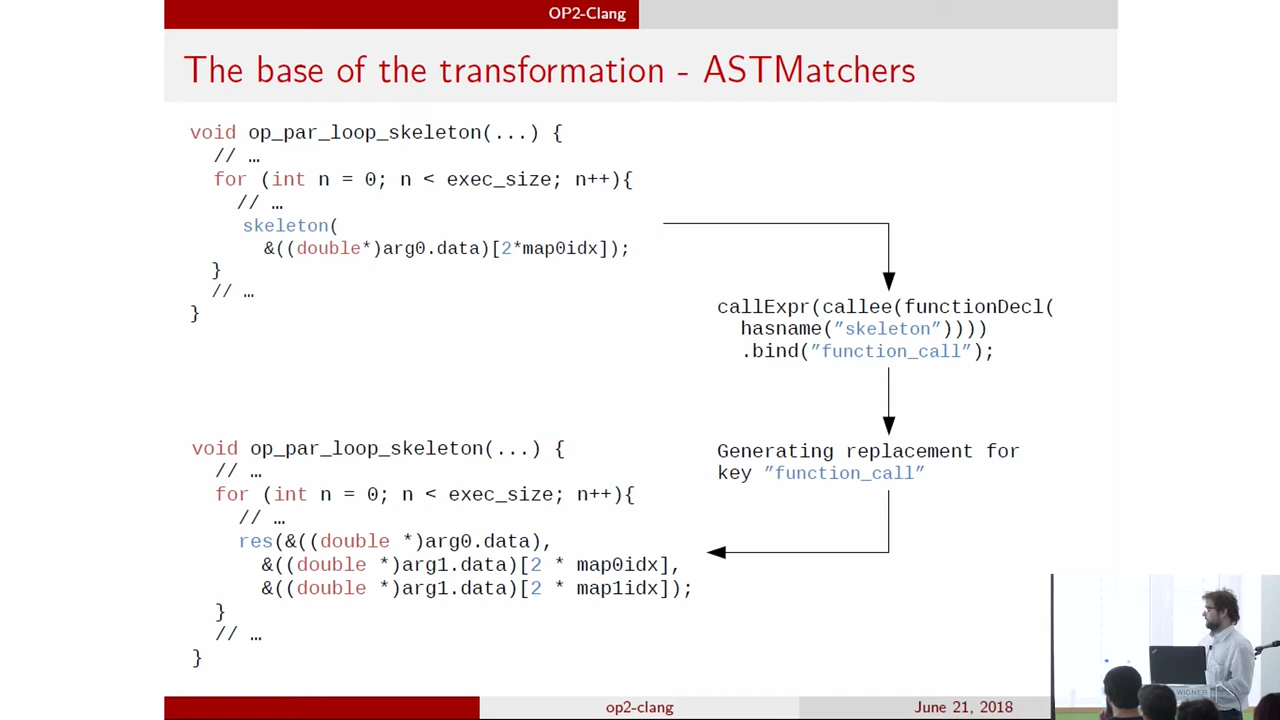 OP2-Clang
The base of the transformation - ASTMatchers
void op_par_loop_skeleton(...) {
// …
for (int n = 0; n < exec_size; n++){
// …
skeleton(
&((double*)arg0.data)[2*map0idx]);
}
// …
}
callExpr(callee(functionDecl(
hasname(”skeleton”))))
.bind(”function_call”);
Generating replacement for
key ”function_call”
void op_par_loop_skeleton(...) {
// …
for (int n = 0; n < exec_size; n++){
// …
res(&((double *)arg0.data),
&((double *)arg1.data)[2 * map0idx],
&((double *)arg1.data)[2 * map1idx]);
}
// …
}
WIGNER
op2-clang
June 21, 2018